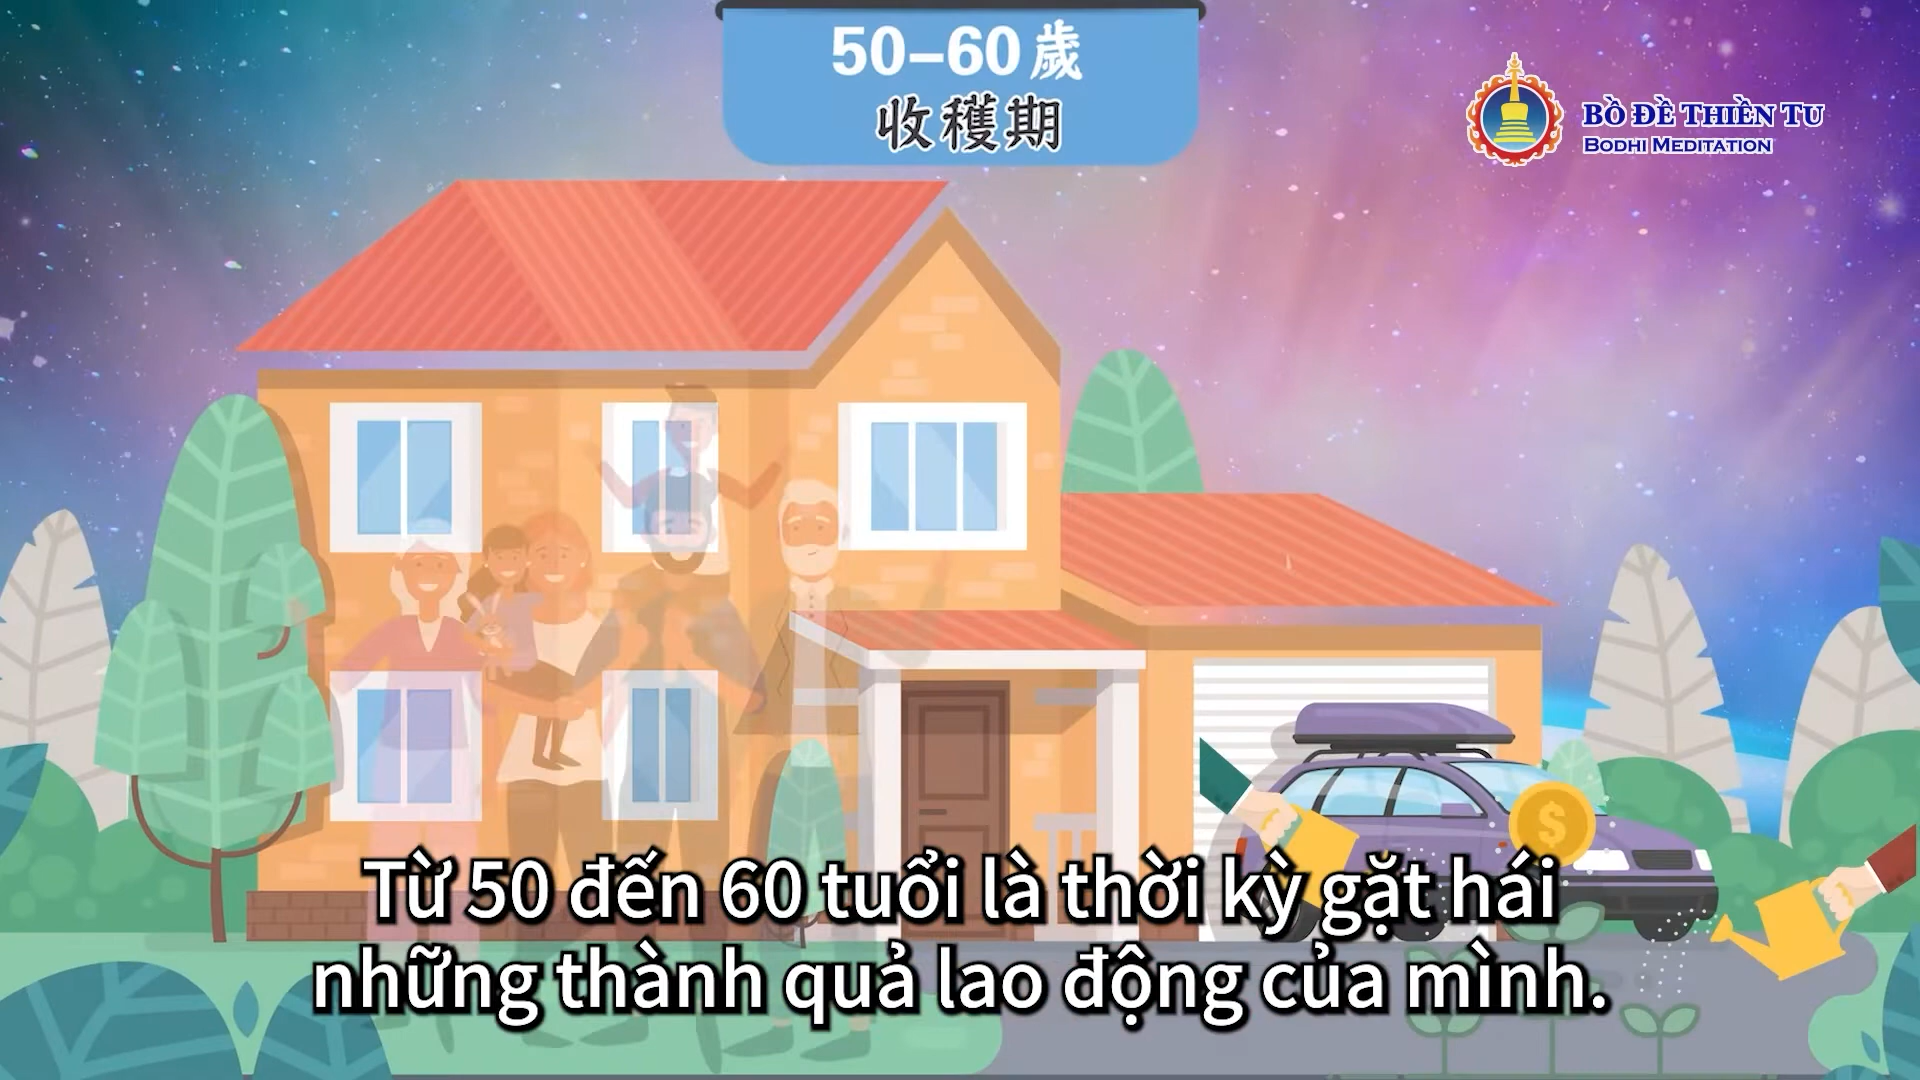 50–60歲
收穫期
BỒ ĐỀ THIỀN TU
BODHI MEDITATION
$
Từ 50 đến 60 tuổi là thời kỳ gặt hái
những thành quả lao động của mình.